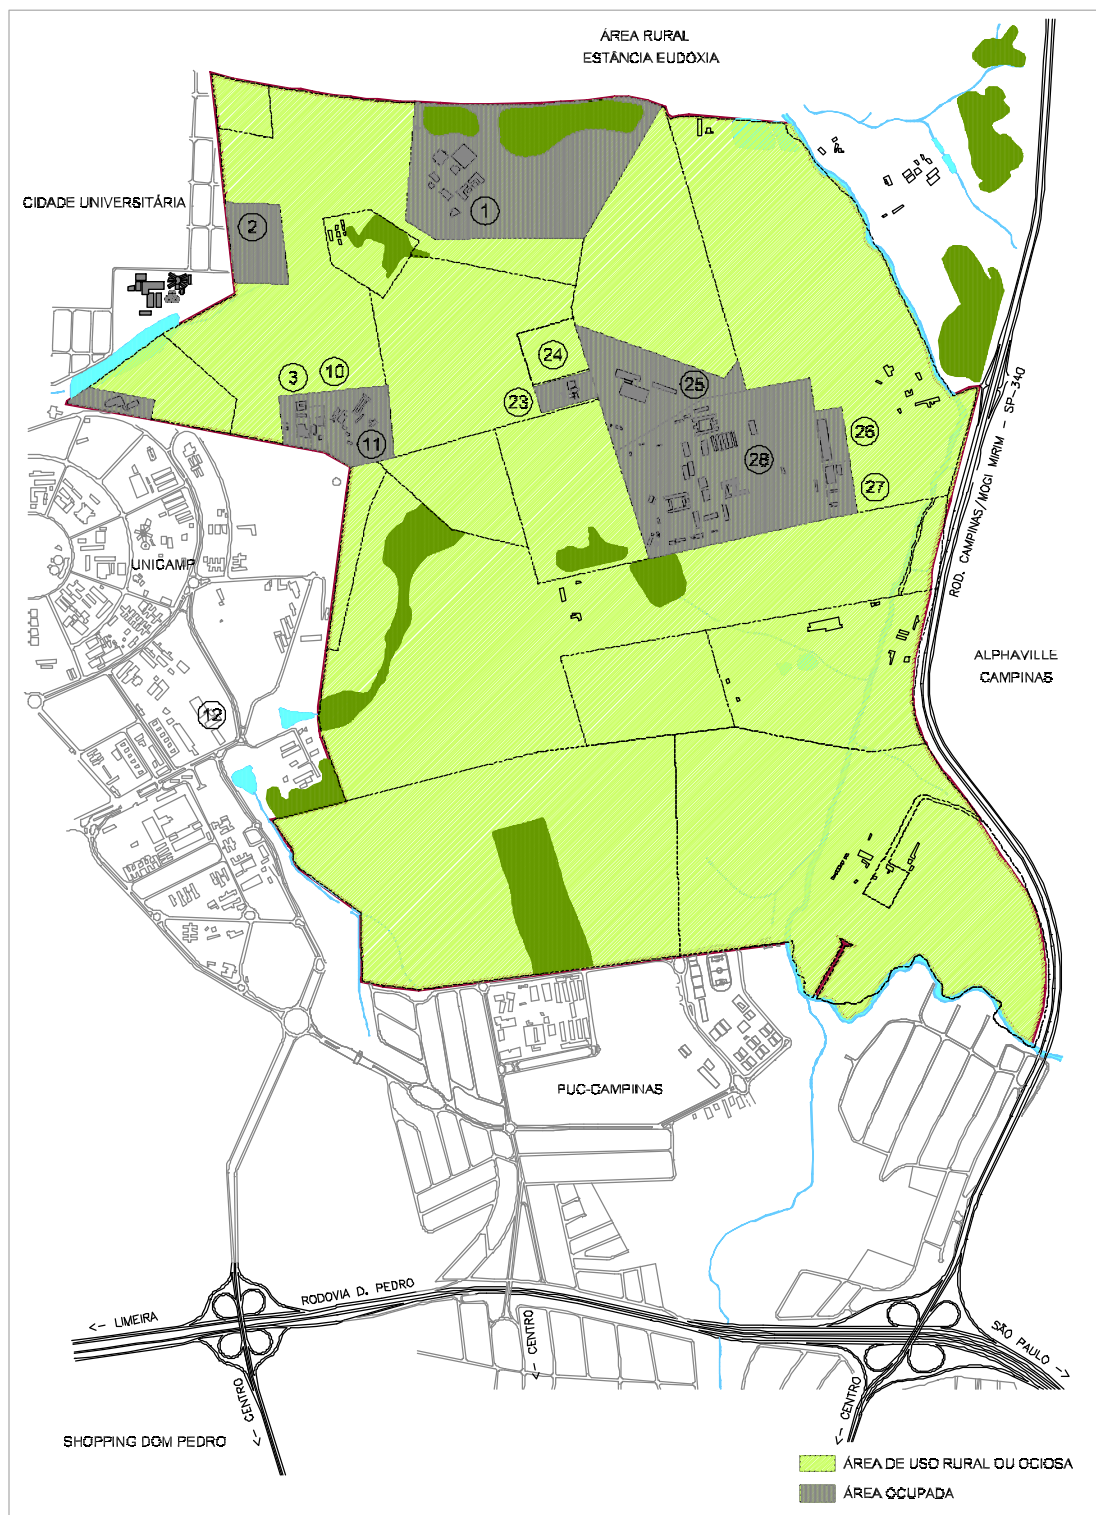 ÁREA RURAL
ESTÂNCIA EUDOXIA
CIDADE UNIVERSITÁRIA
1
2
24
25
3
10
23
11
26
28
27
UNICAMP
ROD. CAMPINAS/MOGI MIRIM - SP-340
ALPHAVILLE
CAMPINAS
12
PUC-CAMPINAS
RODOVIA D. PEDRO
<- LIMEIRA
<- CENTRO
SÃO PAULO ->
<- CENTRO
<- CENTRO
SHOPPING DOM PEDRO
ÁREA DE USO RURAL OU OCIOSA
ÁREA OCUPADA